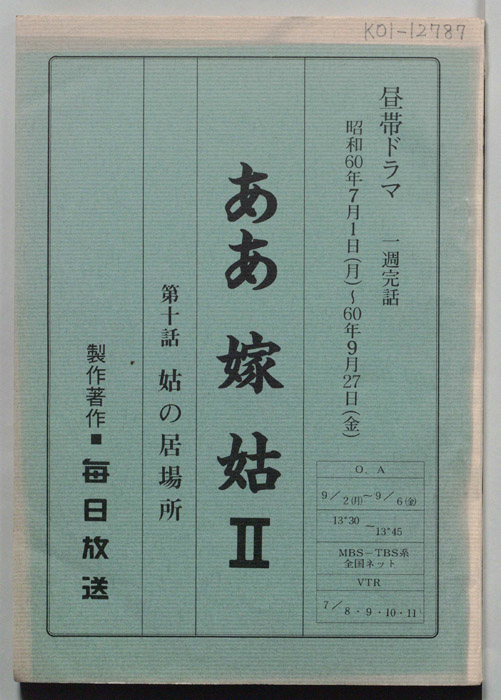 K01-12787
昼帯ドラマ　一週完話
昭和60年7月1日(月)～60年9月27日(金)
O．A
9／2(月)～9／6(金)
13"30～13"45
MBS－TBS系
全国ネット
VTR
7／8・9・10・11
ああ 嫁姑Ⅱ
第十話　姑の居場所
製作著作■毎日放送